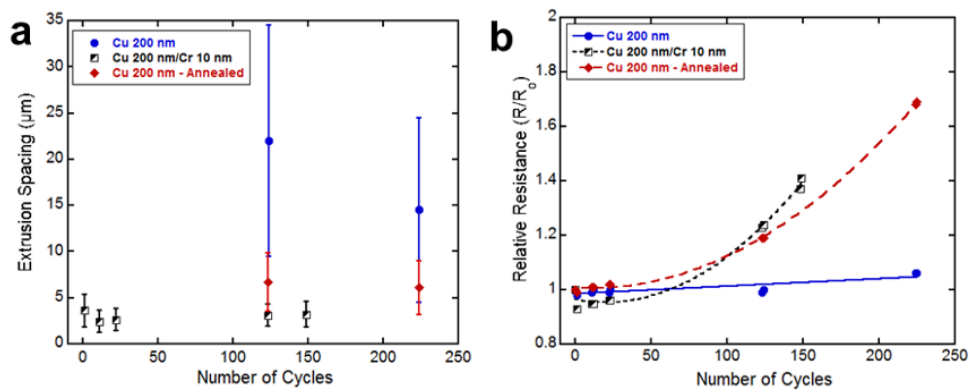 a
35
30
25
20
15
10
5
0
Extrusion Spacing (µm)
Cu 200 nm
Cu 200 nm/Cr 10 nm
Cu 200 nm - Annealed
0 50 100 150 200 250
Number of Cycles
b
2
1.8
1.6
1.4
1.2
1
0.8
Relative Resistance (R/R₀)
Cu 200 nm
Cu 200 nm/Cr 10 nm
Cu 200 nm - Annealed
0 50 100 150 200 250
Number of Cycles